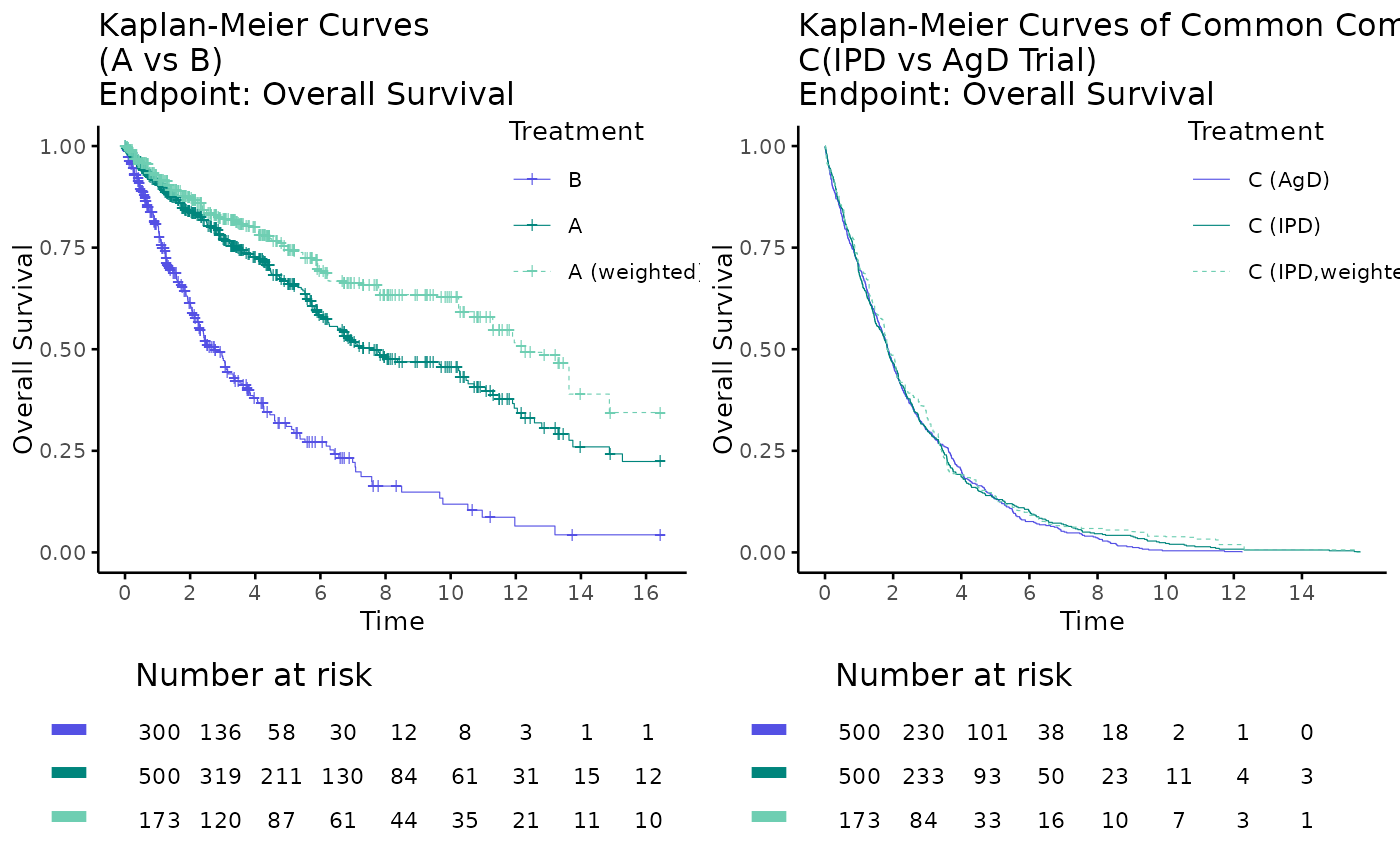 Kaplan-Meier Curves
(A vs B)
Endpoint: Overall Survival
Treatment
B
A
A (weighted)
1.00
0.75
0.50
0.25
0.00
Overall Survival
0 2 4 6 8 10 12 14 16
Time
Number at risk
300 136 58 30 12 8 3 1 1
500 319 211 130 84 61 31 15 12
173 120 87 61 44 35 21 11 10
Kaplan-Meier Curves of Common Com
C(IPD vs AgD Trial)
Endpoint: Overall Survival
Treatment
C (AgD)
C (IPD)
C (IPD,weighte
1.00
0.75
0.50
0.25
0.00
Overall Survival
0 2 4 6 8 10 12 14
Time
Number at risk
500 230 101 38 18 2 1 0
500 233 93 50 23 11 4 3
173 84 33 16 10 7 3 1